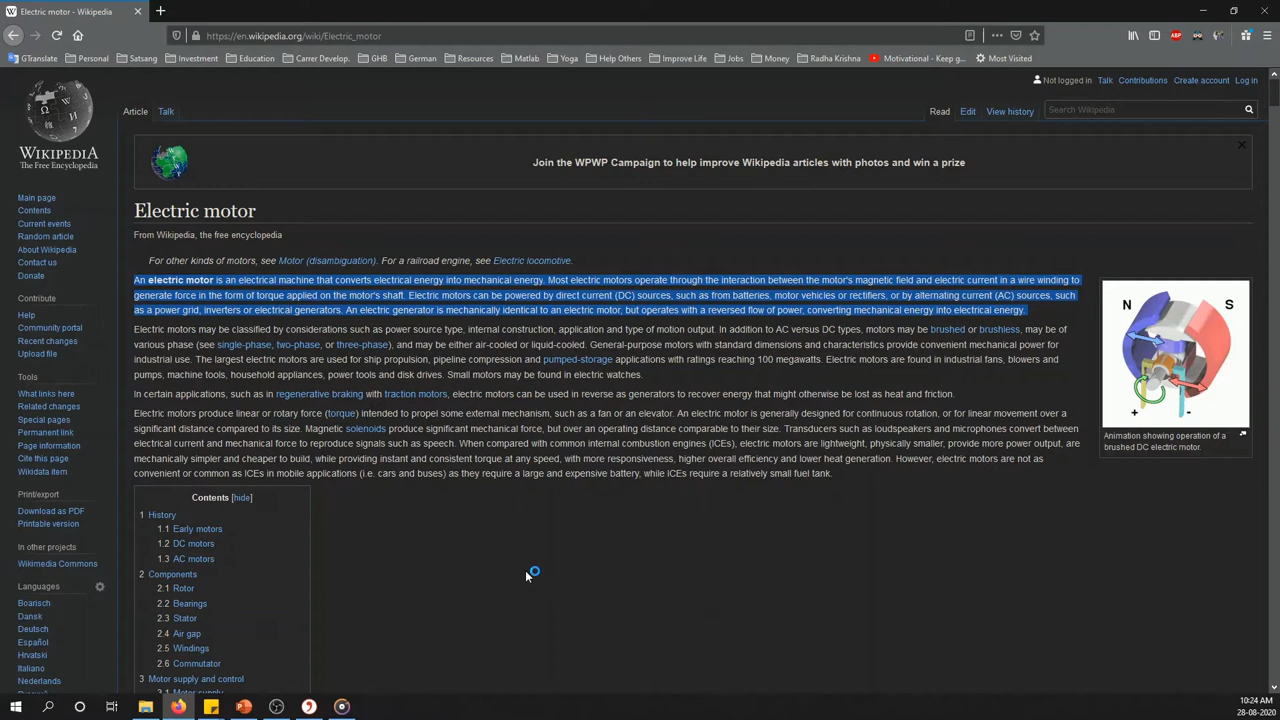 Electric motor - Wikipedia
https://en.wikipedia.org/wiki/Electric_motor
GTranslate Personal Satsang Investment Education Carrer Develop. GHB German Resources Matlab Yoga Help Others Improve Life Jobs Money Radha Krishna Motivational - Keep g... Most Visited
Not logged in Talk Contributions Create account Log in
Article Talk Read Edit View history Search Wikipedia
WIKIPEDIA
The Free Encyclopedia
Join the WPWP Campaign to help improve Wikipedia articles with photos and win a prize
Main page
Contents
Current events
Random article
About Wikipedia
Contact us
Donate
Contribute
Help
Community portal
Recent changes
Upload file
Tools
What links here
Related changes
Special pages
Permanent link
Page information
Cite this page
Wikidata item
Print/export
Download as PDF
Printable version
In other projects
Wikimedia Commons
Languages
Boarisch
Dansk
Deutsch
Español
Hrvatski
Italiano
Latviešu
Electric motor
From Wikipedia, the free encyclopedia
For other kinds of motors, see Motor (disambiguation). For a railroad engine, see Electric locomotive.
An electric motor is an electrical machine that converts electrical energy into mechanical energy. Most electric motors operate through the interaction between the motor's magnetic field and electric current in a wire winding to
generate force in the form of torque applied on the motor's shaft. Electric motors can be powered by direct current (DC) sources, such as from batteries, motor vehicles or rectifiers, or by alternating current (AC) sources, such
as a power grid, inverters or electrical generators. An electric generator is mechanically identical to an electric motor, but operates with a reversed flow of power, converting mechanical energy into electrical energy.
Electric motors may be classified by considerations such as power source type, internal construction, application and type of motion output. In addition to AC versus DC types, motors may be brushed or brushless, may be of
various phase (see single-phase, two-phase, or three-phase), and may be either air-cooled or liquid-cooled. General-purpose motors with standard dimensions and characteristics provide convenient mechanical power for
industrial use. The largest electric motors are used for ship propulsion, pipeline compression and pumped-storage applications with ratings reaching 100 megawatts. Electric motors are found in industrial fans, blowers and
pumps, machine tools, household appliances, power tools and disk drives. Small motors may be found in electric watches.
In certain applications, such as in regenerative braking with traction motors, electric motors can be used in reverse as generators to recover energy that might otherwise be lost as heat and friction.
Electric motors produce linear or rotary force (torque) intended to propel some external mechanism, such as a fan or an elevator. An electric motor is generally designed for continuous rotation, or for linear movement over a
significant distance compared to its size. Magnetic solenoids produce significant mechanical force, but over an operating distance comparable to their size. Transducers such as loudspeakers and microphones convert between
electrical current and mechanical force to reproduce signals such as speech. When compared with common internal combustion engines (ICEs), electric motors are lightweight, physically smaller, provide more power output, are
mechanically simpler and cheaper to build, while providing instant and consistent torque at any speed, with more responsiveness, higher overall efficiency and lower heat generation. However, electric motors are not as
convenient or common as ICEs in mobile applications (i.e. cars and buses) as they require a large and expensive battery, while ICEs require a relatively small fuel tank.
N S
+ -
Animation showing operation of a
brushed DC electric motor.
Contents [hide]
1 History
1.1 Early motors
1.2 DC motors
1.3 AC motors
2 Components
2.1 Rotor
2.2 Bearings
2.3 Stator
2.4 Air gap
2.5 Windings
2.6 Commutator
3 Motor supply and control
3.1 Motor supply
10:24 AM
28-08-2020